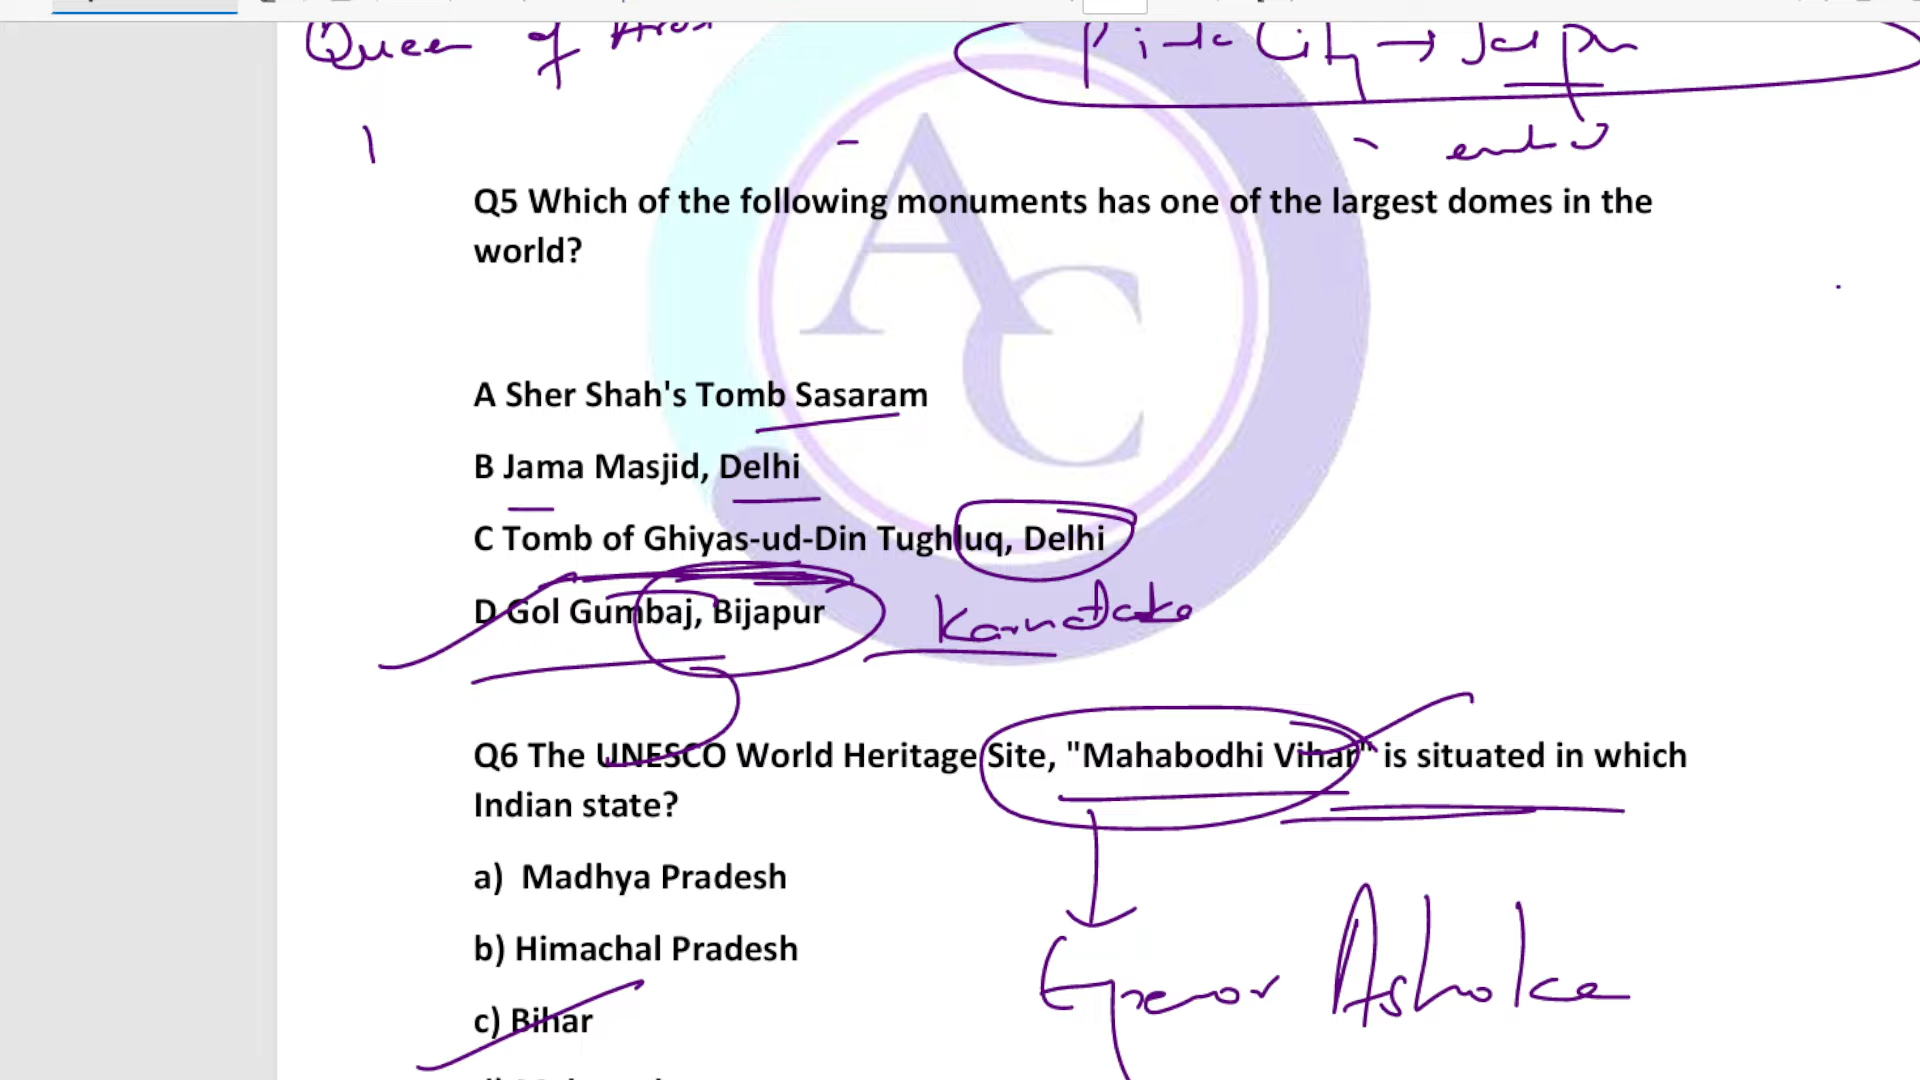 Queen of
Pink City → Jaipur
Q5 Which of the following monuments has one of the largest domes in the
world?
AC
A Sher Shah's Tomb Sasaram
B Jama Masjid, Delhi
C Tomb of Ghiyas-ud-Din Tughluq, Delhi
D Gol Gumbaj, Bijapur
Karnataka
Q6 The UNESCO World Heritage Site, "Mahabodhi Vihar" is situated in which
Indian state?
a) Madhya Pradesh
b) Himachal Pradesh
Emperor Ashoka
c) Bihar